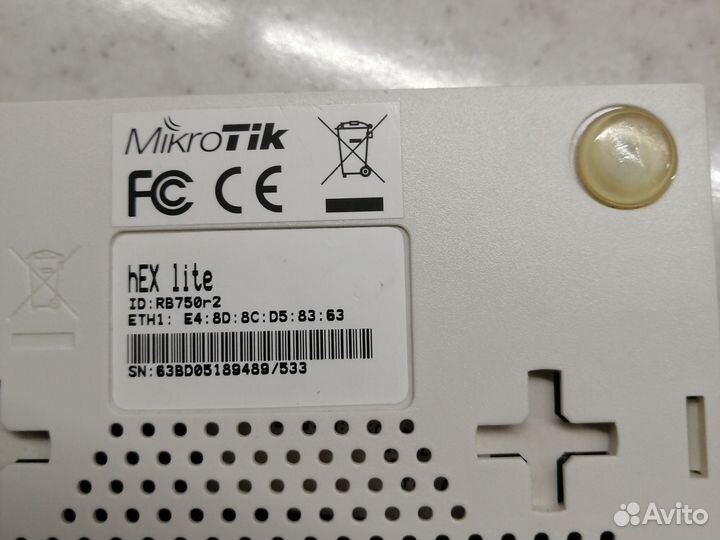 MikroTik
FC CE
hEX lite
ID:RB750r2
ETH1: E4:8D:8C:D5:83:63
SN:63BD05189489/533
Avito